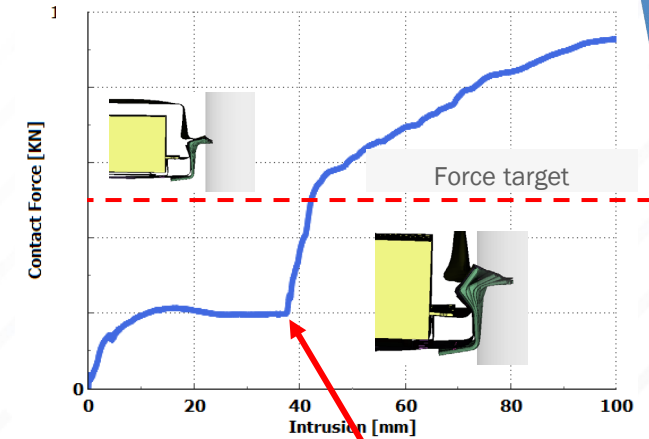 1
Contact Force [KN]
Force target
0
0 20 40 60 80 100
Intrusion [mm]